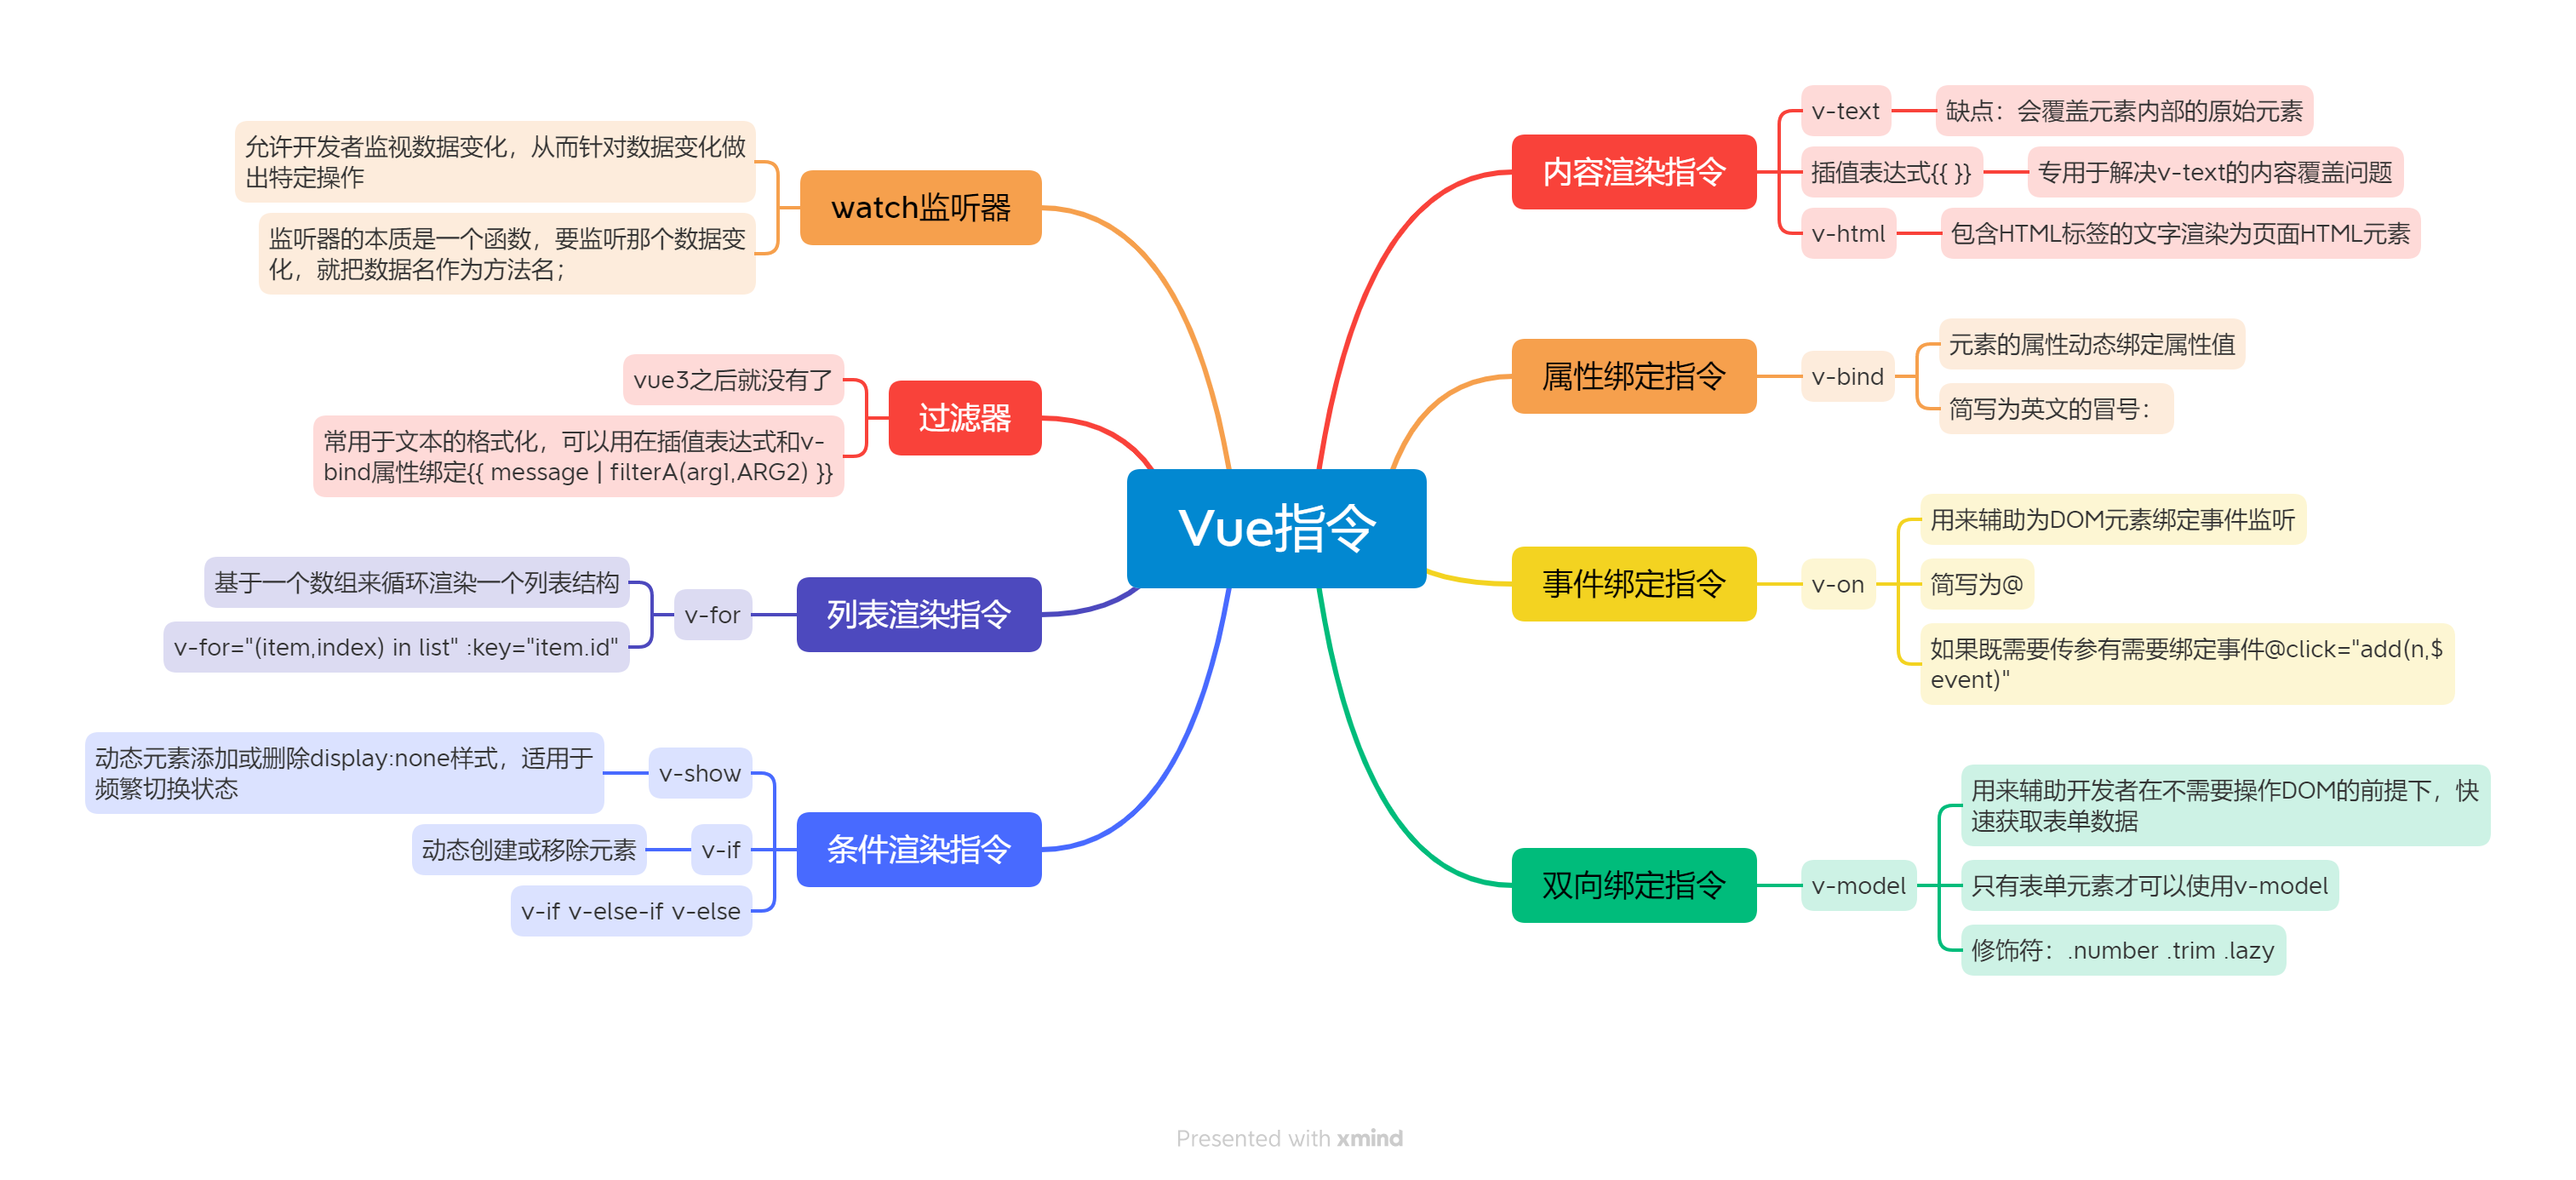 Vue指令
内容渲染指令
v-text
缺点：会覆盖元素内部的原始元素
插值表达式{{ }}
专用于解决v-text的内容覆盖问题
v-html
包含HTML标签的文字渲染为页面HTML元素
属性绑定指令
v-bind
元素的属性动态绑定属性值
简写为英文的冒号：
事件绑定指令
v-on
用来辅助为DOM元素绑定事件监听
简写为@
如果既需要传参有需要绑定事件@click="add(n,$
event)"
双向绑定指令
v-model
用来辅助开发者在不需要操作DOM的前提下，快
速获取表单数据
只有表单元素才可以使用v-model
修饰符：.number .trim .lazy
watch监听器
允许开发者监视数据变化，从而针对数据变化做
出特定操作
监听器的本质是一个函数，要监听那个数据变
化，就把数据名作为方法名；
过滤器
vue3之后就没有了
常用于文本的格式化，可以用在插值表达式和v-
bind属性绑定{{ message | filterA(arg1,ARG2) }}
列表渲染指令
v-for
基于一个数组来循环渲染一个列表结构
v-for="(item,index) in list" :key="item.id"
条件渲染指令
v-show
动态元素添加或删除display:none样式，适用于
频繁切换状态
v-if
动态创建或移除元素
v-if v-else-if v-else
Presented with xmind